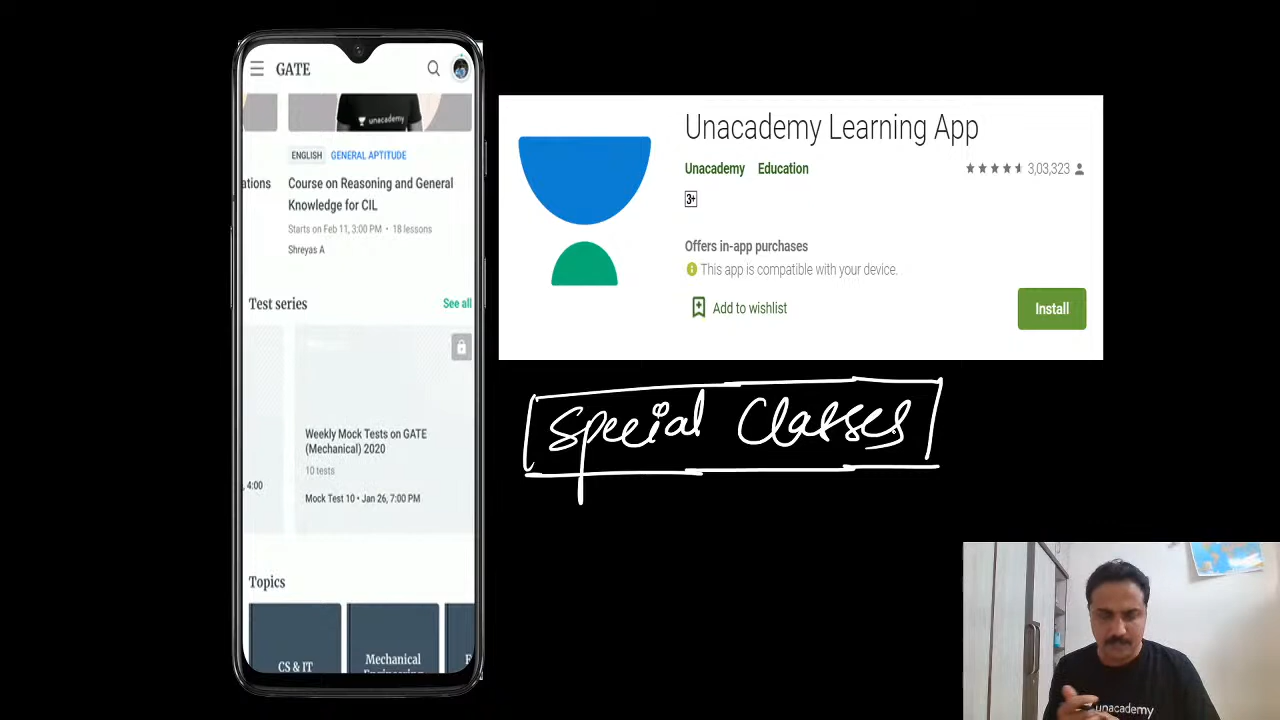 GATE
unacademy
ENGLISH GENERAL APTITUDE
ations
Course on Reasoning and General
Knowledge for CIL
Starts on Feb 11, 3:00 PM • 18 lessons
Shreyas A
Test series See all
Weekly Mock Tests on GATE
(Mechanical) 2020
10 tests
, 4:00
Mock Test 10 • Jan 26, 7:00 PM
Topics
CS & IT
Mechanical
Engineering
Unacademy Learning App
Unacademy Education 3,03,323
3+
Offers in-app purchases
This app is compatible with your device.
Add to wishlist
Install
Special Classes
unacademy